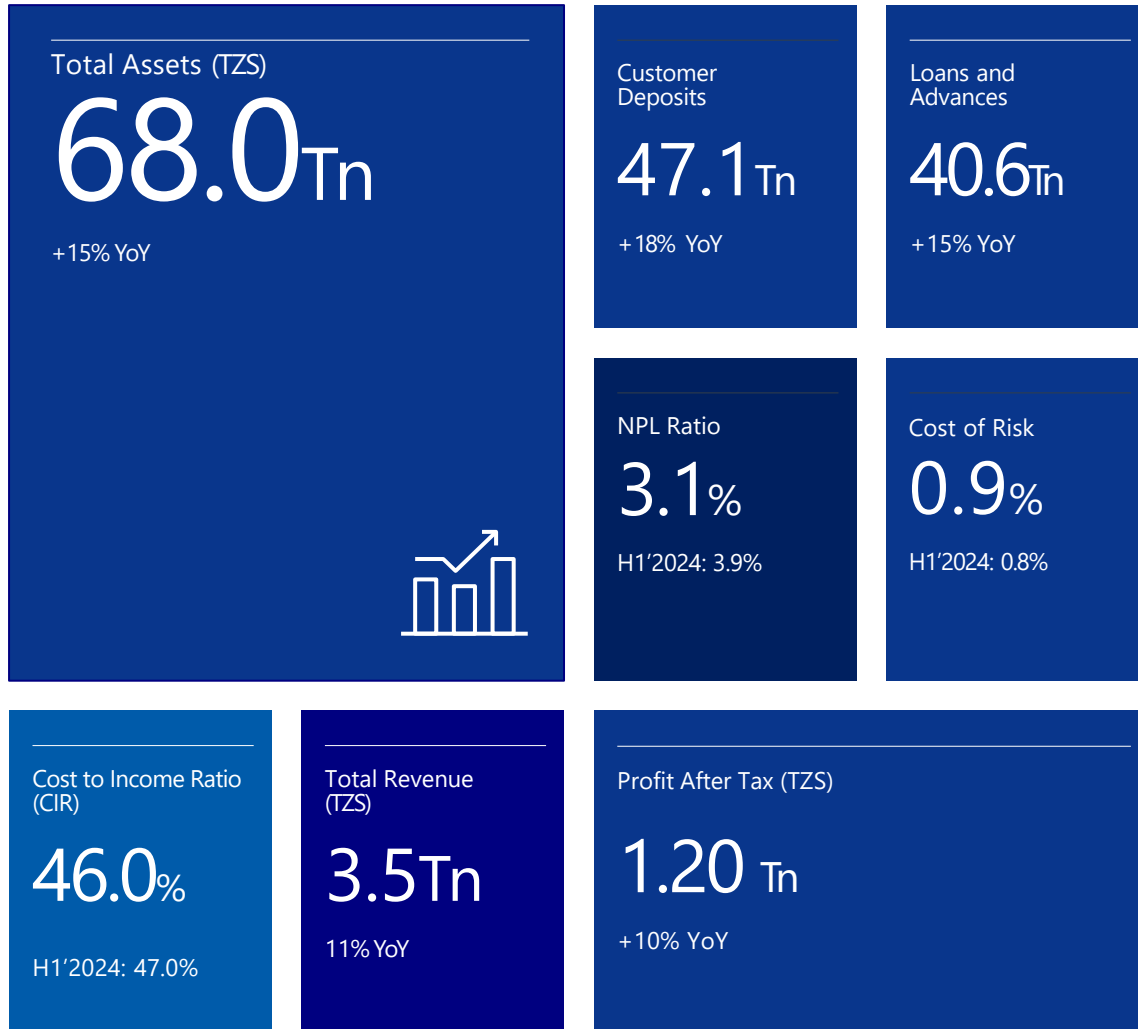 Total Assets (TZS)
68.0Tn
+15% YoY
Customer
Deposits
47.1Tn
+18% YoY
Loans and
Advances
40.6Tn
+15% YoY
NPL Ratio
3.1%
H1’2024: 3.9%
Cost of Risk
0.9%
H1’2024: 0.8%
Cost to Income Ratio
(CIR)
46.0%
H1’2024: 47.0%
Total Revenue
(TZS)
3.5Tn
11% YoY
Profit After Tax (TZS)
1.20 Tn
+10% YoY